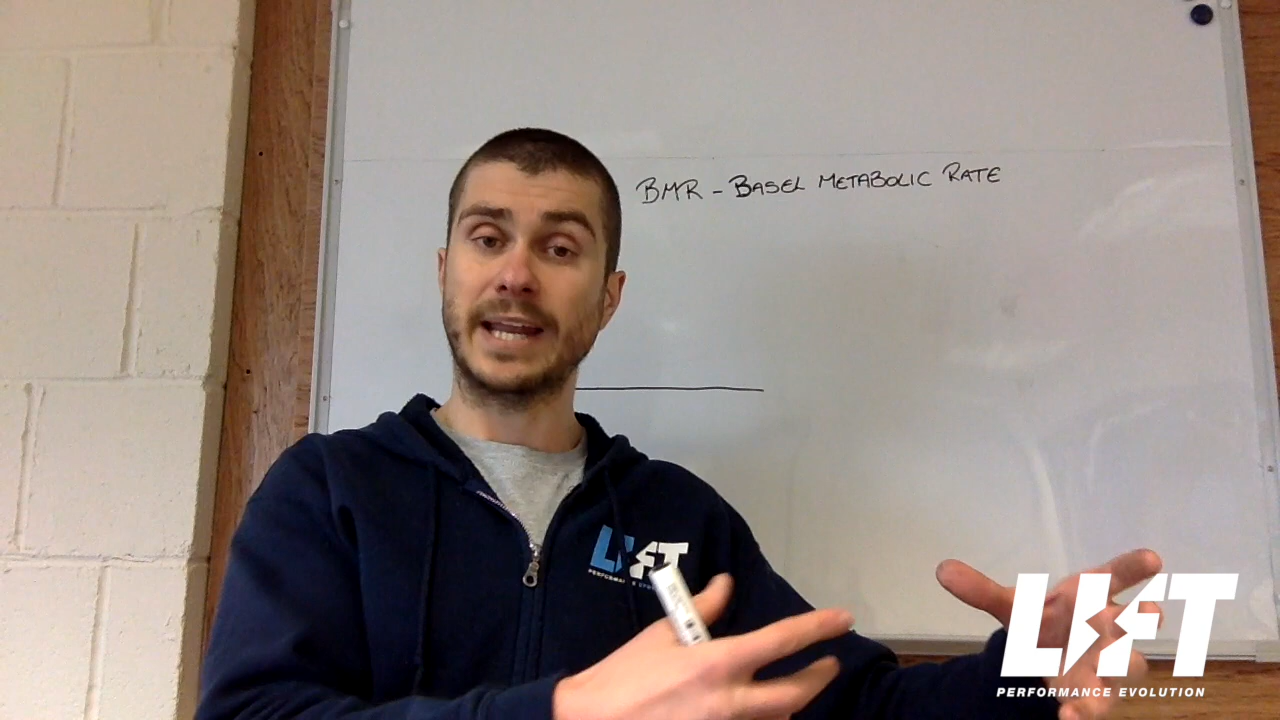 BMR - BASEL METABOLIC RATE
LIFT
LIFT
PERFORMANCE EVOLUTION